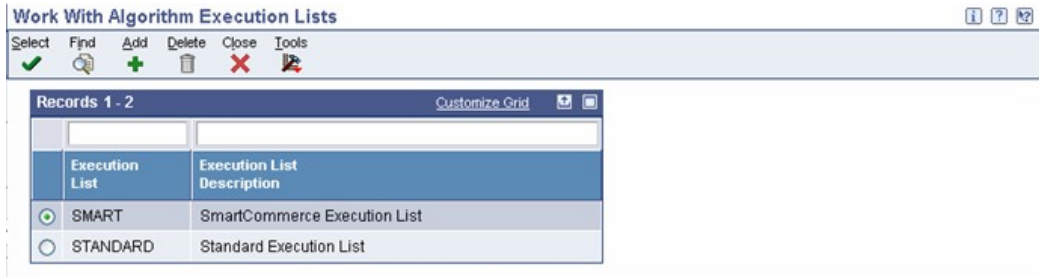 Work With Algorithm Execution Lists
Select Find Add Delete Close Tools
Records 1 - 2 Customize Grid
Execution List Execution List Description
SMART SmartCommerce Execution List
STANDARD Standard Execution List